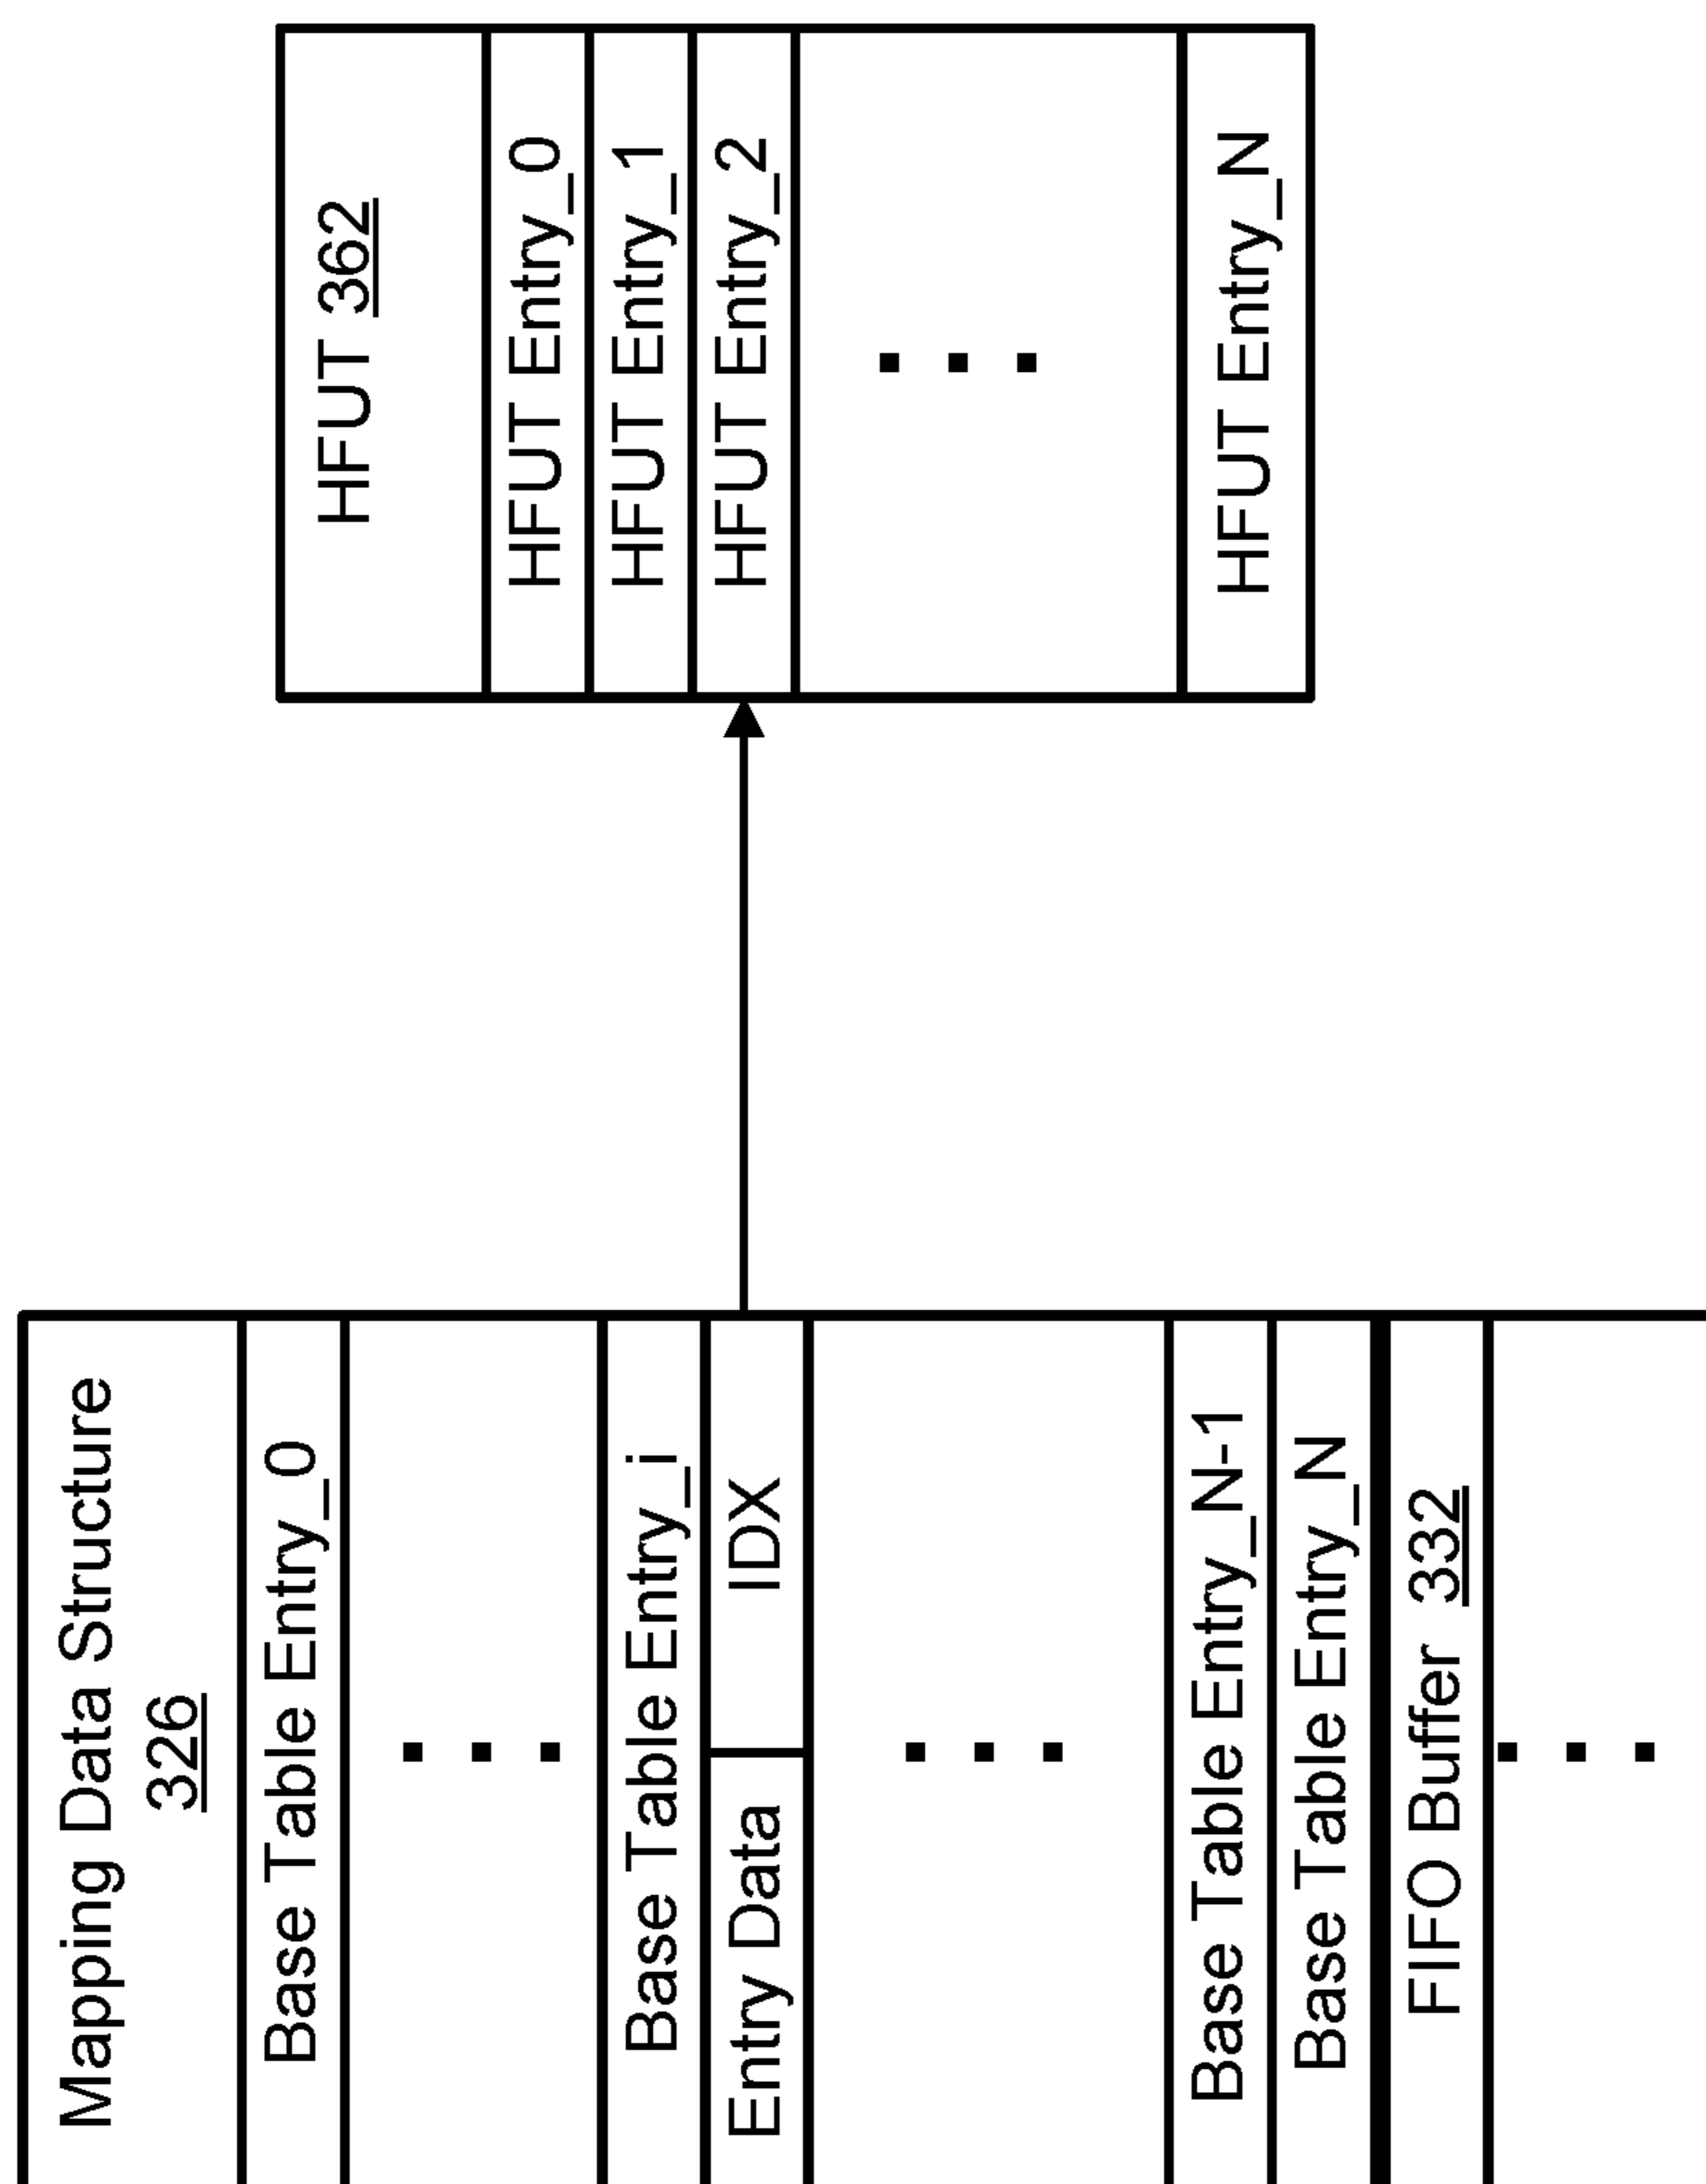 Mapping Data Structure
326
Base Table Entry_0
Base Table Entry_i
Entry Data IDX
Base Table Entry_N-1
Base Table Entry_N
FIFO Buffer 332
HFUT 362
HFUT Entry_0
HFUT Entry_1
HFUT Entry_2
HFUT Entry_N